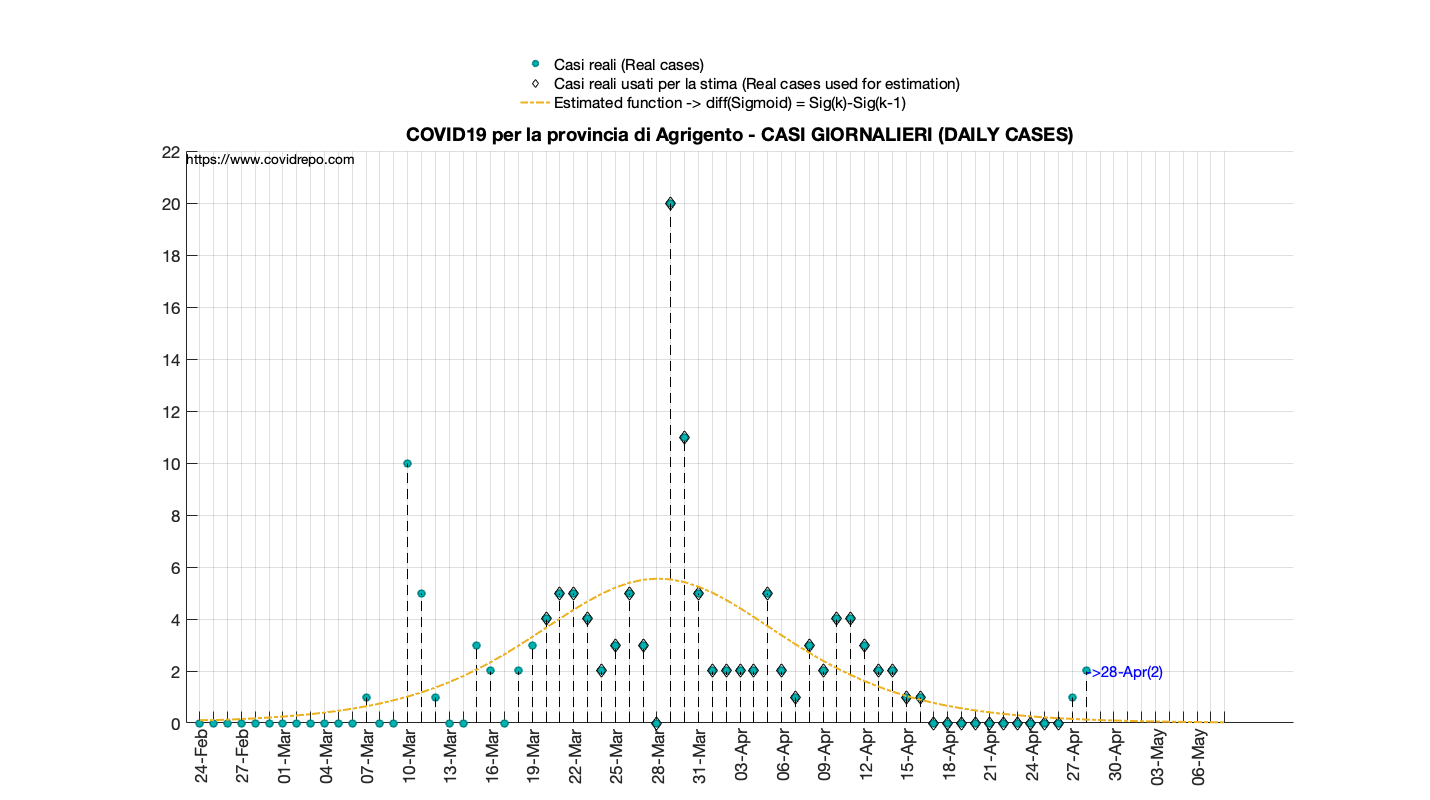 Casi reali (Real cases)
Casi reali usati per la stima (Real cases used for estimation)
Estimated function -> diff(Sigmoid) = Sig(k)-Sig(k-1)
COVID19 per la provincia di Agrigento - CASI GIORNALIERI (DAILY CASES)
https://www.covidrepo.com
22
20
18
16
14
12
10
8
6
4
2
0
->28-Apr(2)
24-Feb
27-Feb
01-Mar
04-Mar
07-Mar
10-Mar
13-Mar
16-Mar
19-Mar
22-Mar
25-Mar
28-Mar
31-Mar
03-Apr
06-Apr
09-Apr
12-Apr
15-Apr
18-Apr
21-Apr
24-Apr
27-Apr
30-Apr
03-May
06-May